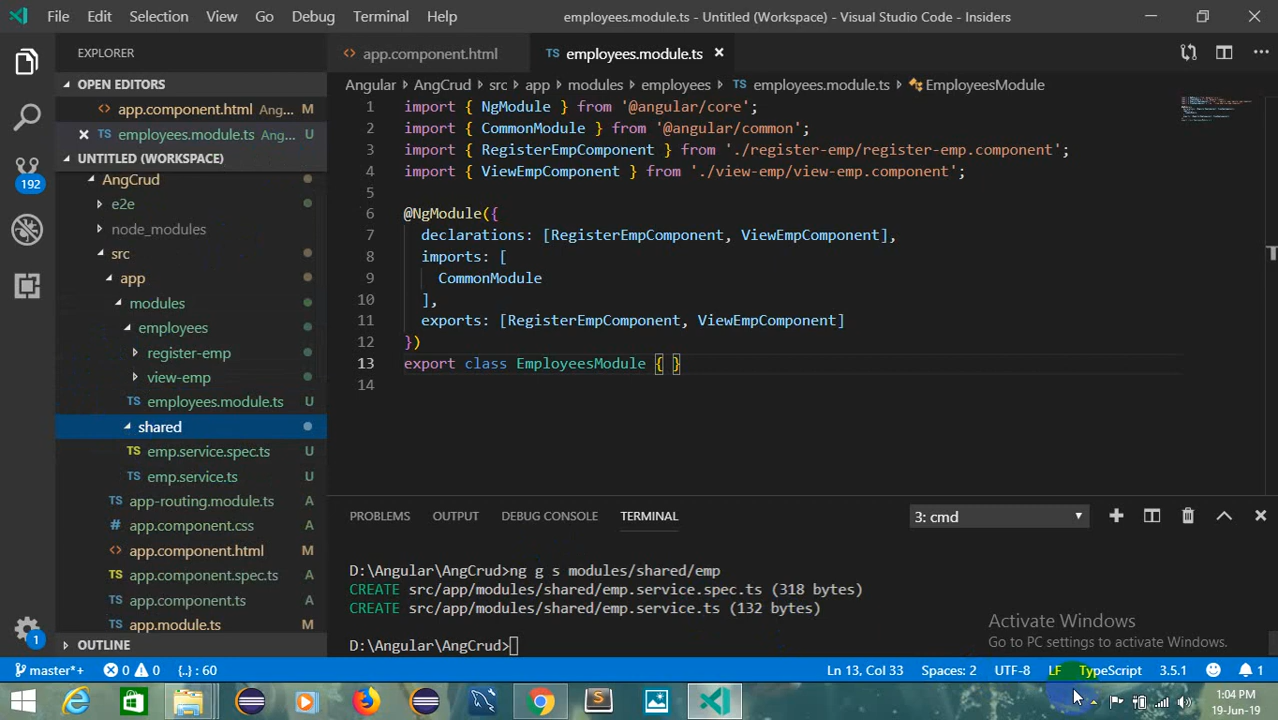 File Edit Selection View Go Debug Terminal Help employees.module.ts - Untitled (Workspace) - Visual Studio Code - Insiders
EXPLORER
OPEN EDITORS
app.component.html Ang... M
employees.module.ts Ang... U
UNTITLED (WORKSPACE)
192
AngCrud
e2e
node_modules
src
app
modules
employees
register-emp
view-emp
TS employees.module.ts U
shared
TS emp.service.spec.ts U
TS emp.service.ts U
TS app-routing.module.ts A
# app.component.css A
app.component.html M
TS app.component.spec.ts A
TS app.component.ts A
TS app.module.ts M
OUTLINE
1
app.component.html TS employees.module.ts
Angular AngCrud src app modules employees TS employees.module.ts EmployeesModule
1 import { NgModule } from '@angular/core';
2 import { CommonModule } from '@angular/common';
3 import { RegisterEmpComponent } from './register-emp/register-emp.component';
4 import { ViewEmpComponent } from './view-emp/view-emp.component';
5
6 @NgModule({
7 declarations: [RegisterEmpComponent, ViewEmpComponent],
8 imports: [
9 CommonModule
10 ],
11 exports: [RegisterEmpComponent, ViewEmpComponent]
12 })
13 export class EmployeesModule { }
14
PROBLEMS OUTPUT DEBUG CONSOLE TERMINAL 3: cmd
D:\Angular\AngCrud>ng g s modules/shared/emp
CREATE src/app/modules/shared/emp.service.spec.ts (318 bytes)
CREATE src/app/modules/shared/emp.service.ts (132 bytes)
D:\Angular\AngCrud>
Activate Windows
Go to PC settings to activate Windows.
master*+ 0 0 {..} : 60 Ln 13, Col 33 Spaces: 2 UTF-8 LF TypeScript 3.5.1 1
1:04 PM
19-Jun-19